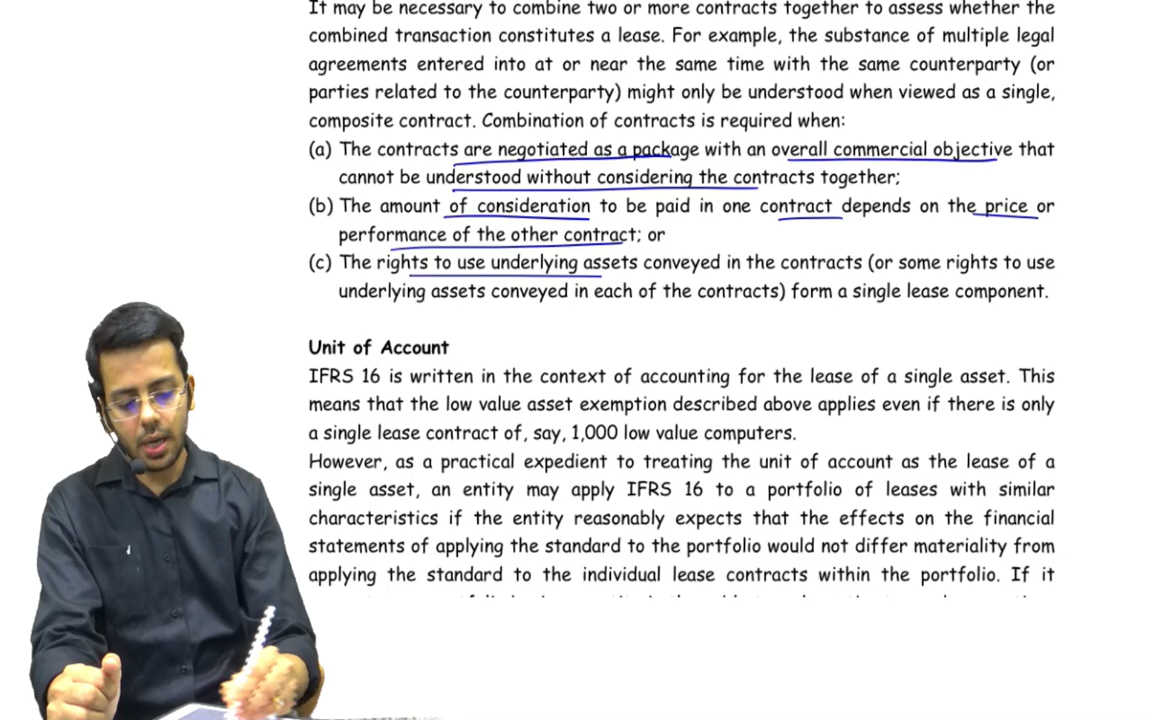 It may be necessary to combine two or more contracts together to assess whether the
combined transaction constitutes a lease. For example, the substance of multiple legal
agreements entered into at or near the same time with the same counterparty (or
parties related to the counterparty) might only be understood when viewed as a single,
composite contract. Combination of contracts is required when:
(a) The contracts are negotiated as a package with an overall commercial objective that
cannot be understood without considering the contracts together;
(b) The amount of consideration to be paid in one contract depends on the price or
performance of the other contract; or
(c) The rights to use underlying assets conveyed in the contracts (or some rights to use
underlying assets conveyed in each of the contracts) form a single lease component.
Unit of Account
IFRS 16 is written in the context of accounting for the lease of a single asset. This
means that the low value asset exemption described above applies even if there is only
a single lease contract of, say, 1,000 low value computers.
However, as a practical expedient to treating the unit of account as the lease of a
single asset, an entity may apply IFRS 16 to a portfolio of leases with similar
characteristics if the entity reasonably expects that the effects on the financial
statements of applying the standard to the portfolio would not differ materiality from
applying the standard to the individual lease contracts within the portfolio. If it